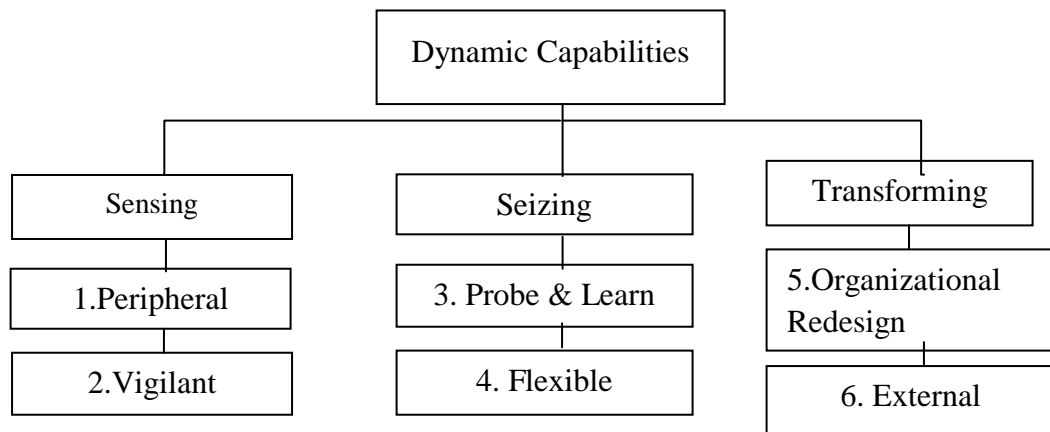 Dynamic Capabilities
Sensing
Seizing
Transforming
1.Peripheral
3. Probe & Learn
5.Organizational
Redesign
2.Vigilant
4. Flexible
6. External